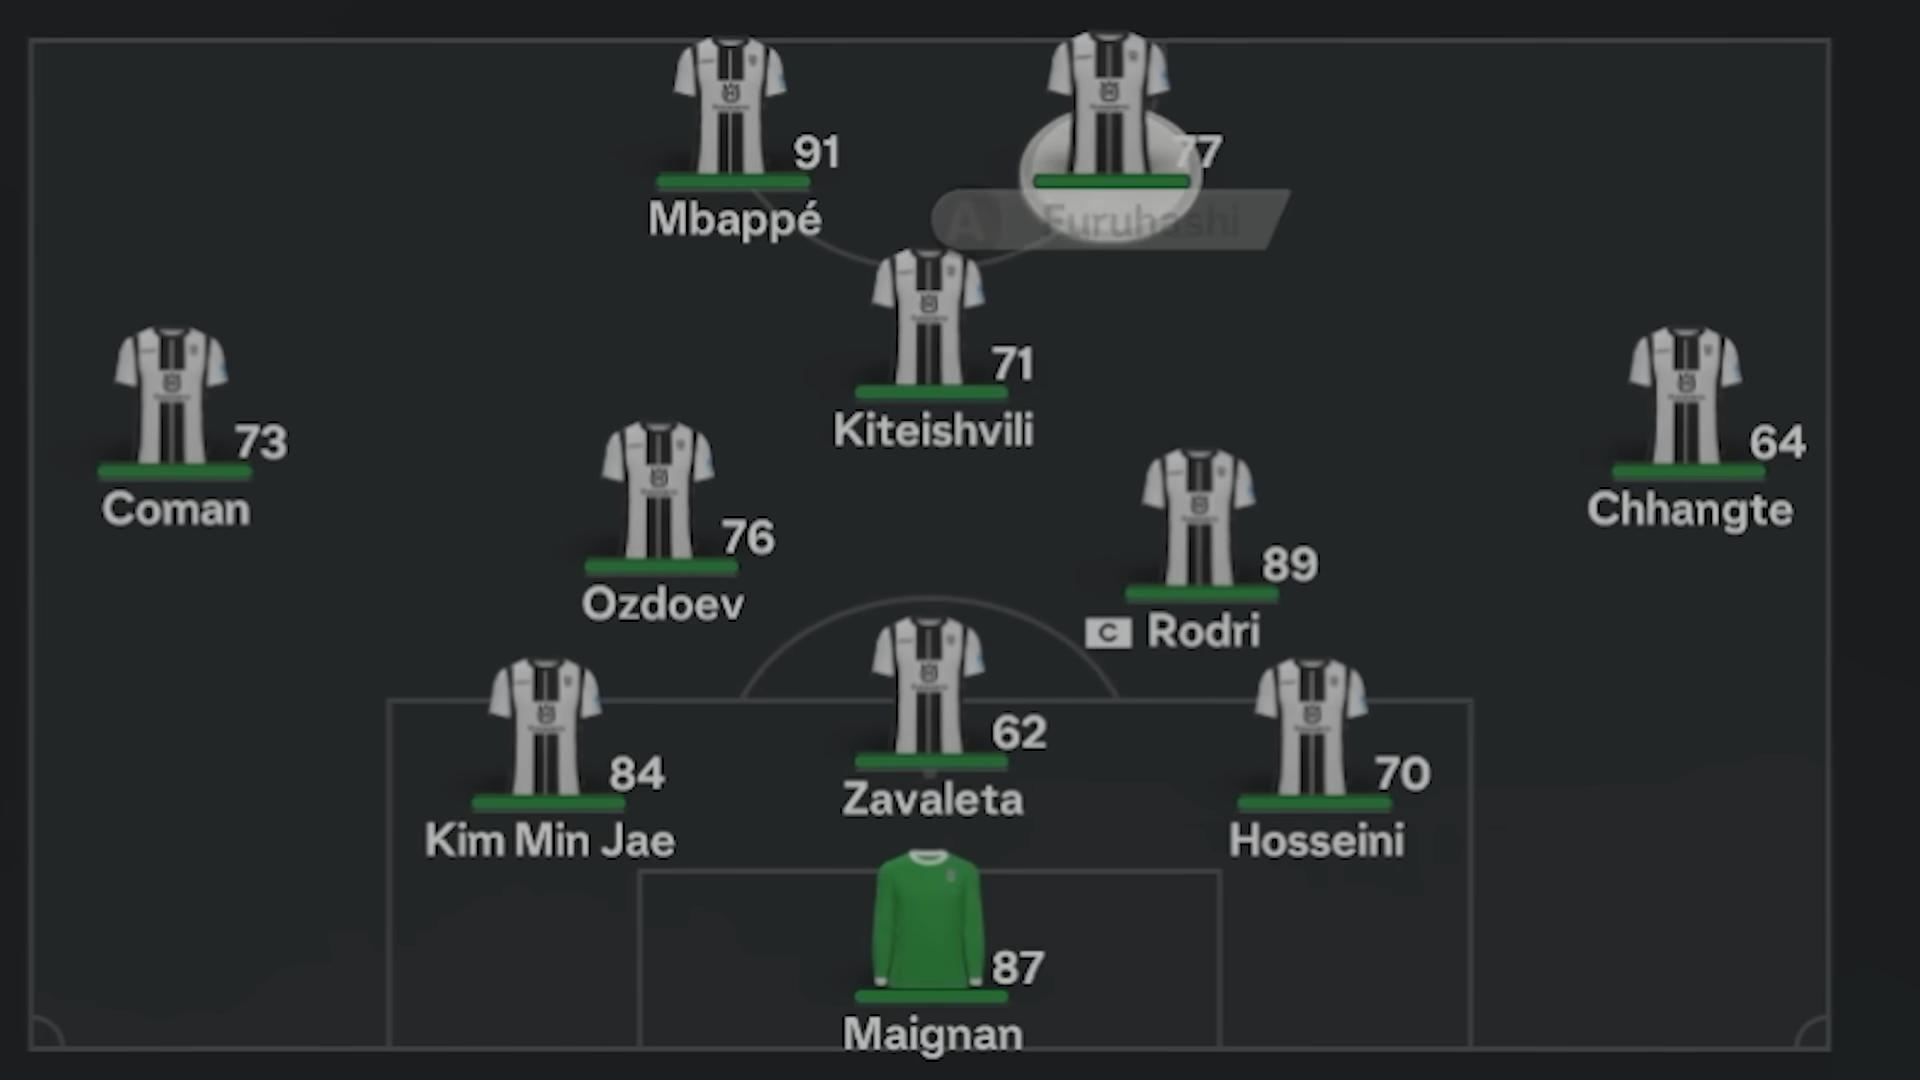 91
Mbappé
77
A Furuhashi
71
Kiteishvili
73
Coman
64
Chhangte
76
Ozdoev
89
C Rodri
62
Zavaleta
84
Kim Min Jae
70
Hosseini
87
Maignan